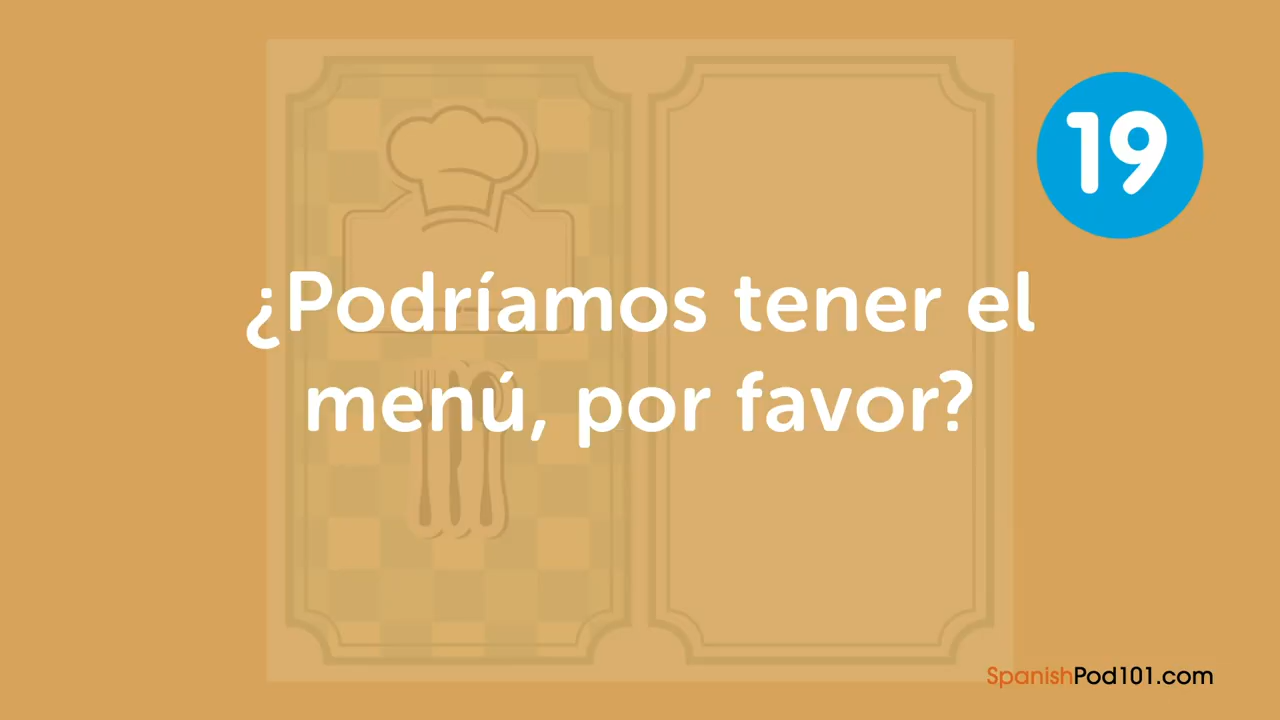 19
¿Podríamos tener el
menú, por favor?
SpanishPod101.com